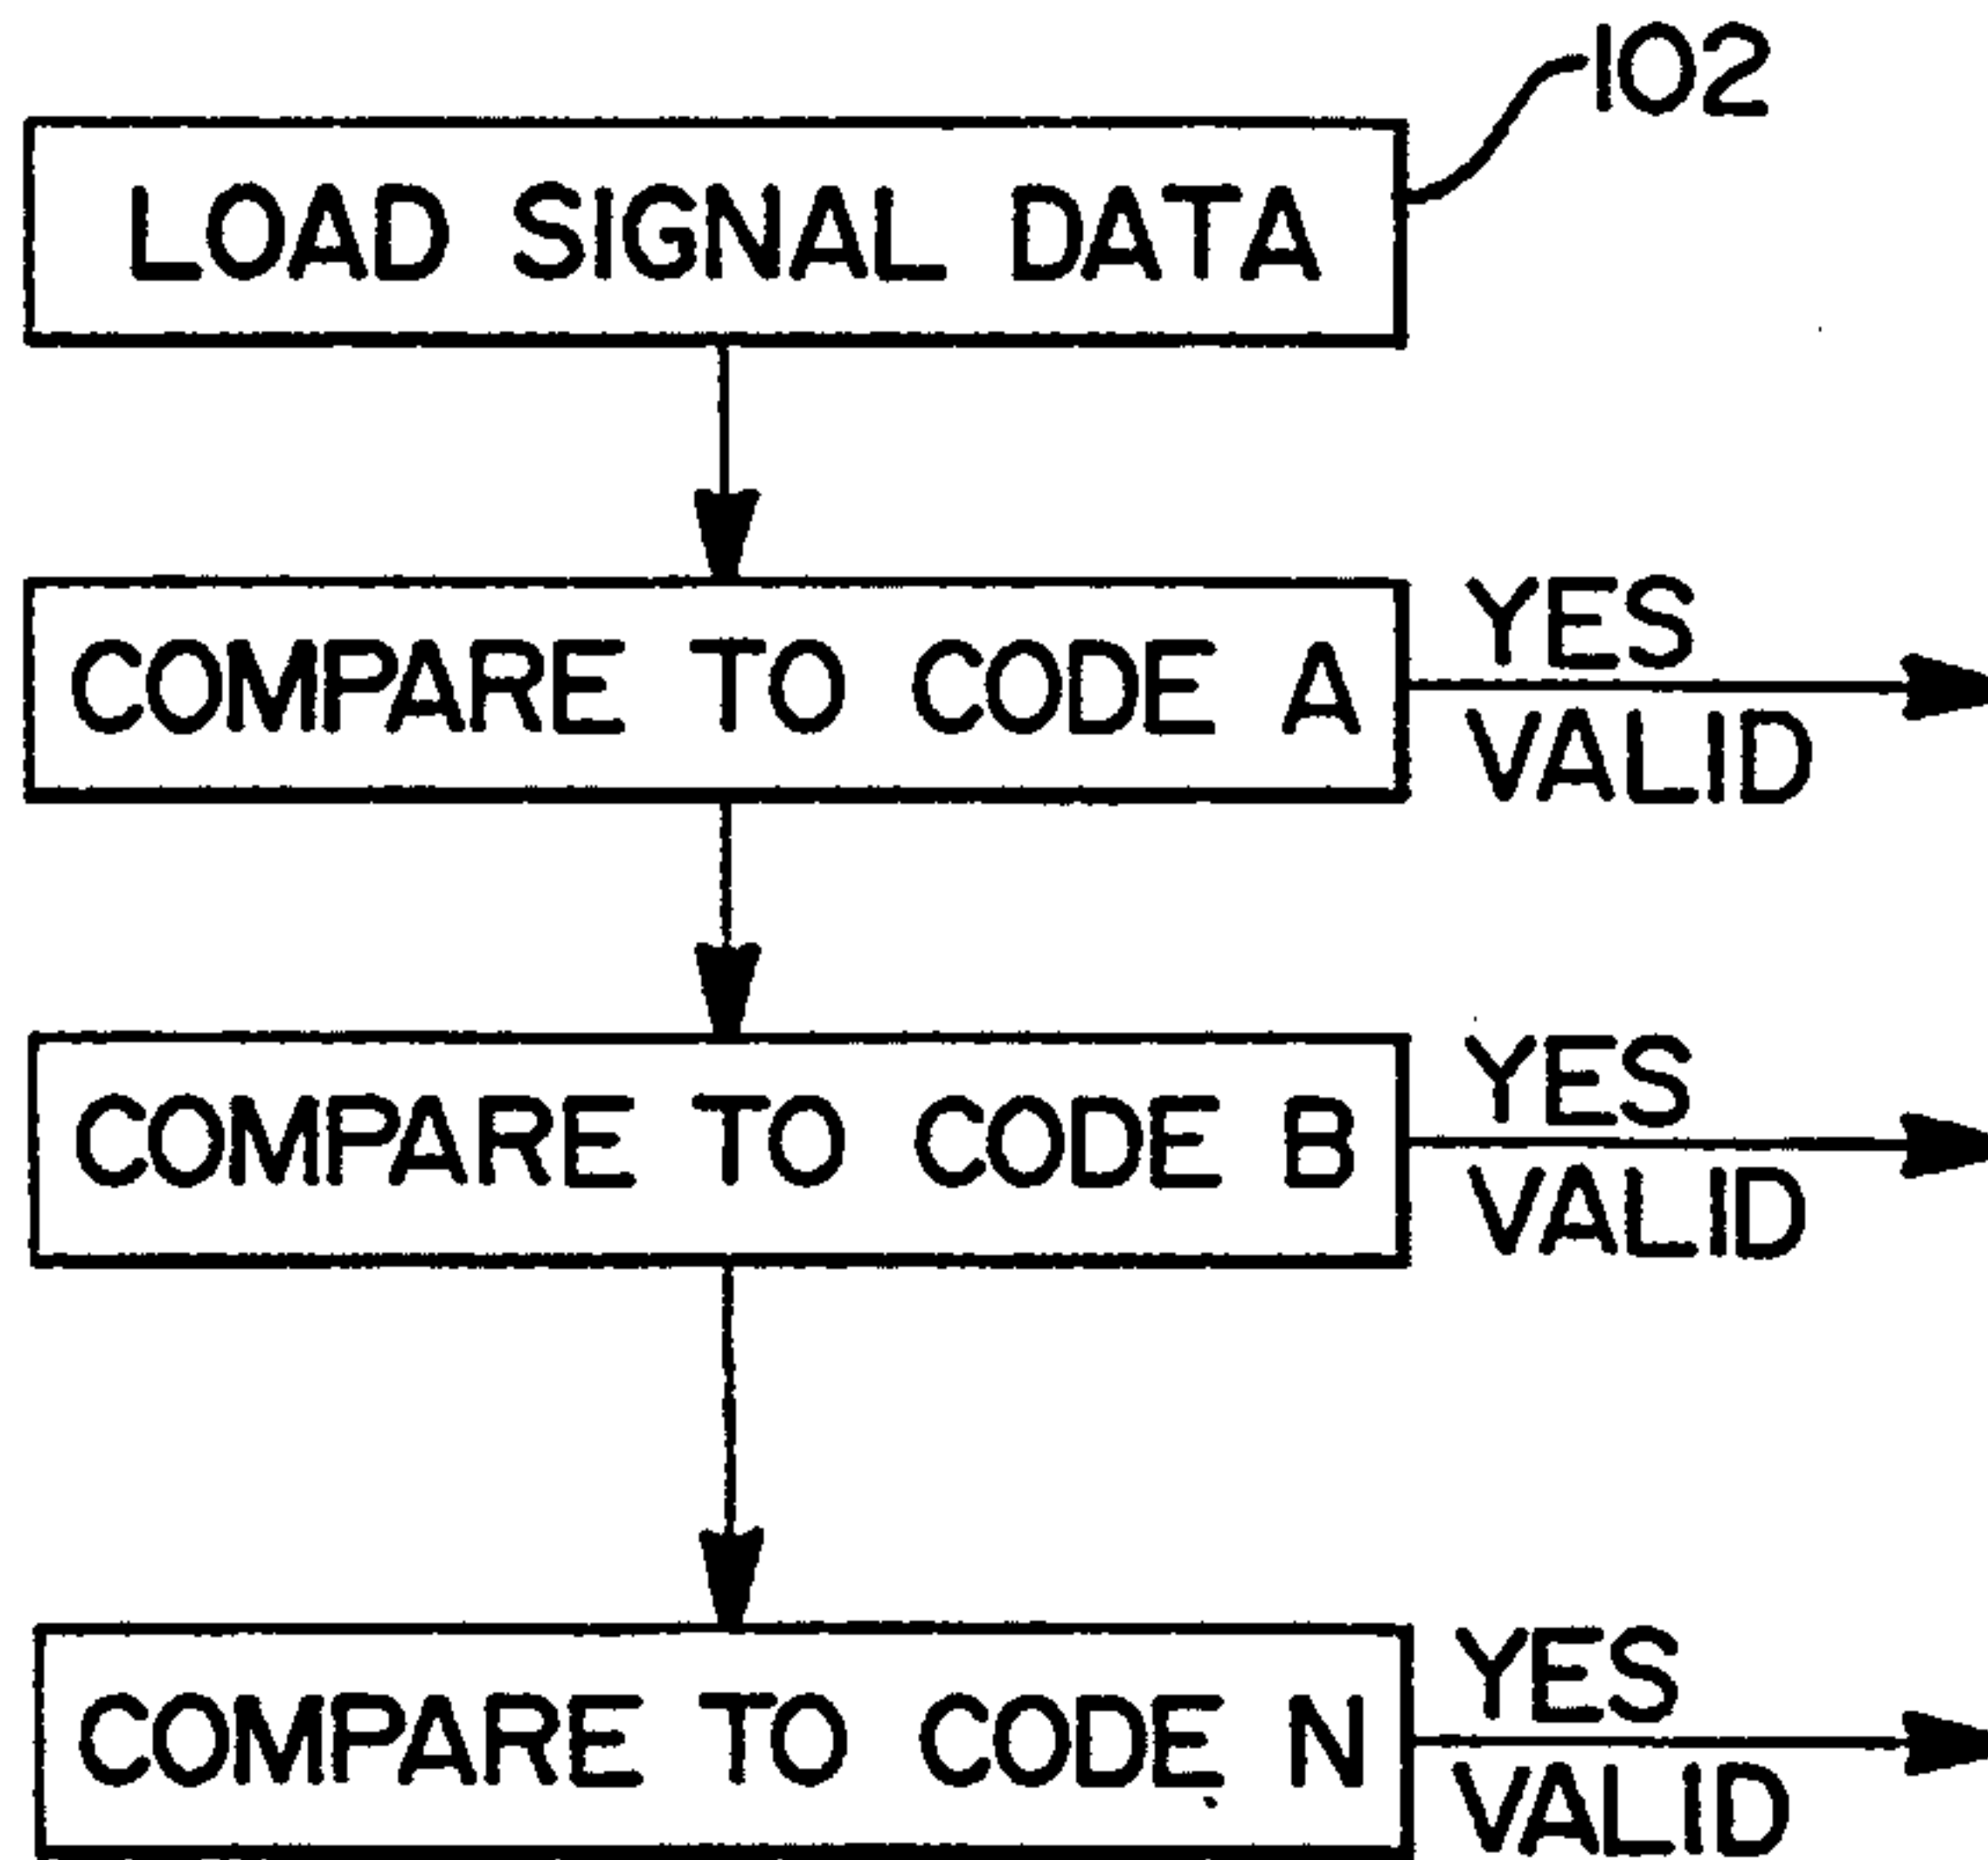 102
LOAD SIGNAL DATA
COMPARE TO CODE A
YES
VALID
COMPARE TO CODE B
YES
VALID
COMPARE TO CODE N
YES
VALID